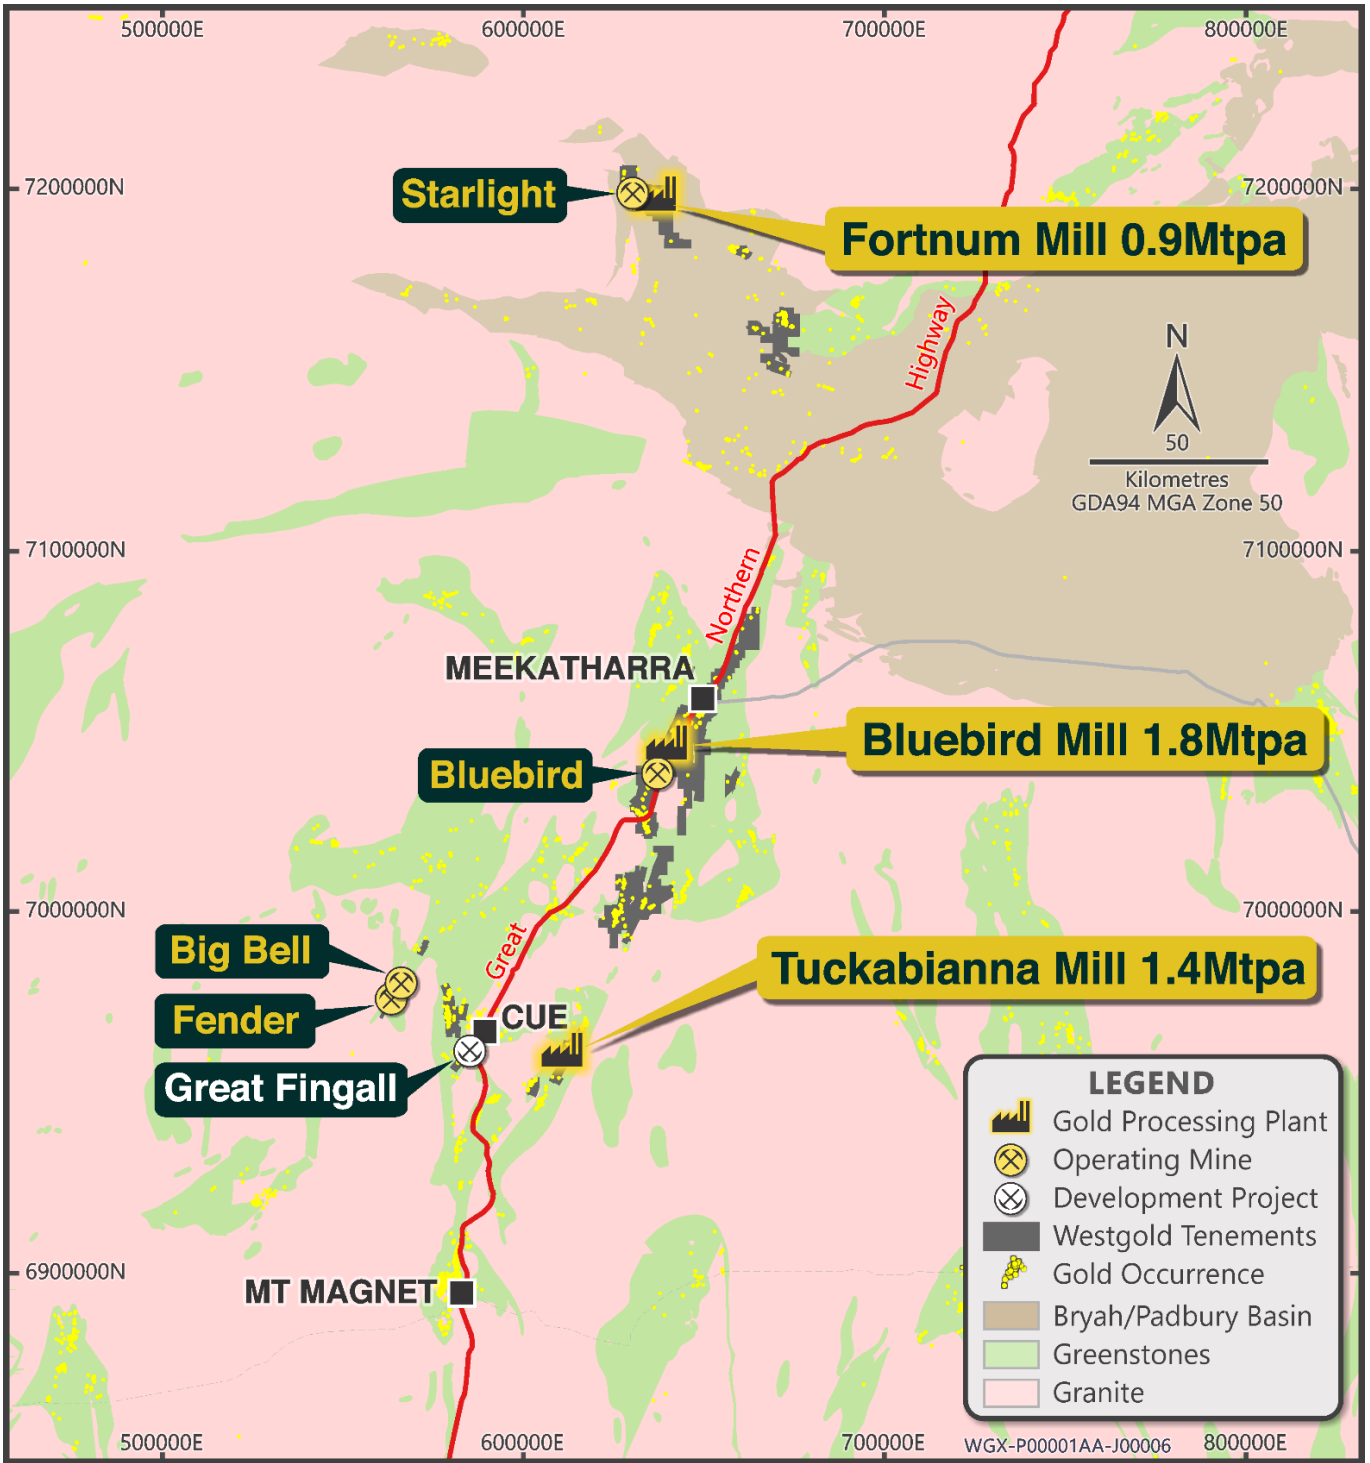 500000E
600000E
700000E
800000E
7200000N
7200000N
Starlight
Fortnum Mill 0.9Mtpa
Highway
N
50
Kilometres
GDA94 MGA Zone 50
7100000N
7100000N
Northern
MEEKATHARRA
Bluebird Mill 1.8Mtpa
Bluebird
7000000N
7000000N
Great
Big Bell
Tuckabianna Mill 1.4Mtpa
Fender
CUE
Great Fingall
LEGEND
Gold Processing Plant
Operating Mine
Development Project
Westgold Tenements
Gold Occurrence
Bryah/Padbury Basin
Greenstones
Granite
6900000N
MT MAGNET
500000E
600000E
700000E
WGX-P00001AA-J00006
800000E